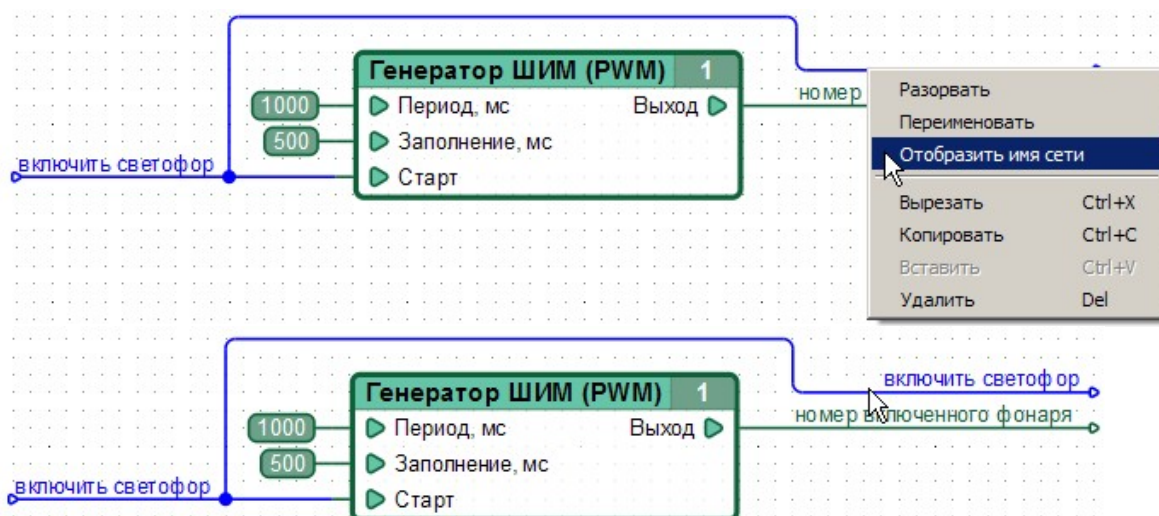 Генератор ШИМ (PWM) 1
1000 Период, мс Выход
номер
500 Заполнение, мс
включить светофор
Старт
Разорвать
Переименовать
Отобразить имя сети
Вырезать Ctrl+X
Копировать Ctrl+C
Вставить Ctrl+V
Удалить Del
включить светофор
Генератор ШИМ (PWM) 1
номер включенного фонаря
1000 Период, мс Выход
500 Заполнение, мс
включить светофор
Старт